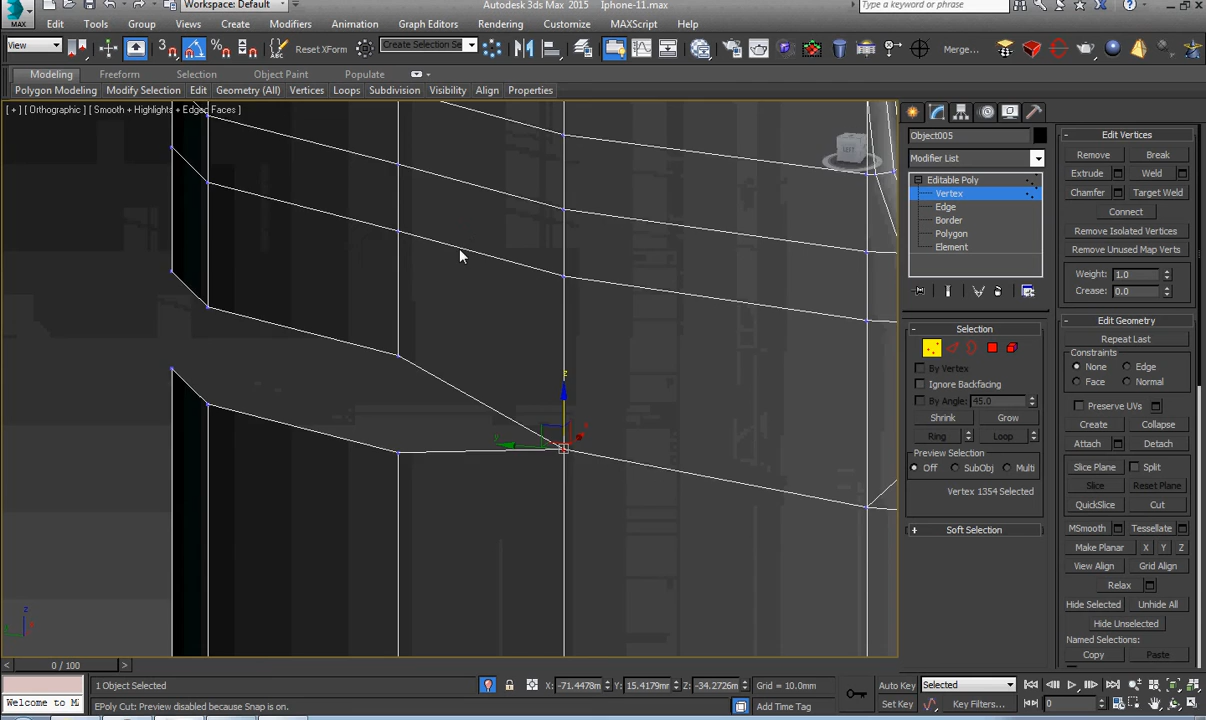 Workspace: Default
Autodesk 3ds Max 2015 Iphone-11.max
Type a keyword or phrase
MAX
Edit Tools Group Views Create Modifiers Animation Graph Editors Rendering Customize MAXScript Help
View 3 Reset XForm Create Selection Se Merge...
Modeling Freeform Selection Object Paint Populate
Polygon Modeling Modify Selection Edit Geometry (All) Vertices Loops Subdivision Visibility Align Properties
[ + ] [ Orthographic ] [ Smooth + Highlights + Edged Faces ]
Object005
Modifier List
Editable Poly
Vertex
Edge
Border
Polygon
Element
Selection
By Vertex
Ignore Backfacing
By Angle: 45.0
Shrink Grow
Ring Loop
Preview Selection
Off SubObj Multi
Vertex 1354 Selected
Soft Selection
Edit Vertices
Remove Break
Extrude Weld
Chamfer Target Weld
Connect
Remove Isolated Vertices
Remove Unused Map Verts
Weight: 1.0
Crease: 0.0
Edit Geometry
Repeat Last
Constraints
None Edge
Face Normal
Preserve UVs
Create Collapse
Attach Detach
Slice Plane Split
Slice Reset Plane
QuickSlice Cut
MSmooth Tessellate
Make Planar X Y Z
View Align Grid Align
Relax
Hide Selected Unhide All
Hide Unselected
Named Selections:
Copy Paste
z
y
x
z
0 / 100
1 Object Selected X: -71.4478m Y: 15.4179mm Z: -34.2726m Grid = 10.0mm Auto Key Selected
Welcome to MA EPoly Cut: Preview disabled because Snap is on. Add Time Tag Set Key Key Filters... 0